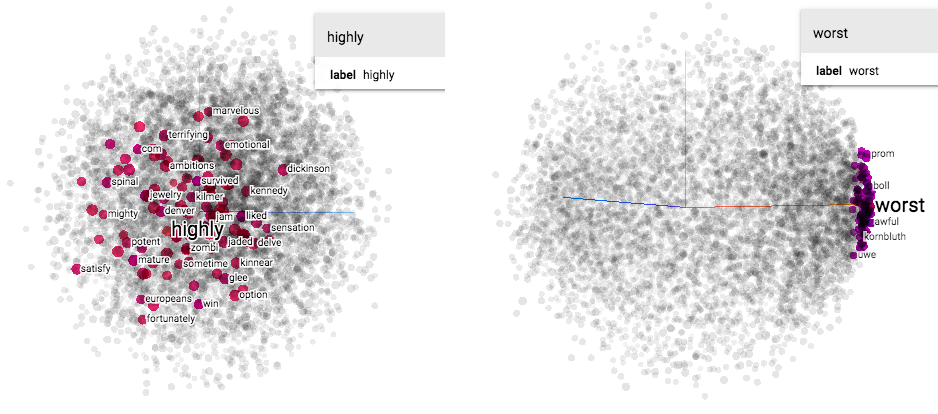 highly
label highly
marvelous
terrifying
emotional
com
ambitions
dickinson
spinal
survived
kennedy
jewelry
kilmer
mighty
denver
jam
liked
highly
sensation
potent
jaded
delve
zombi
mature
sometime
kinnear
satisfy
glee
europeans
win
option
fortunately
worst
label worst
prom
boll
worst
awful
kornbluth
uwe